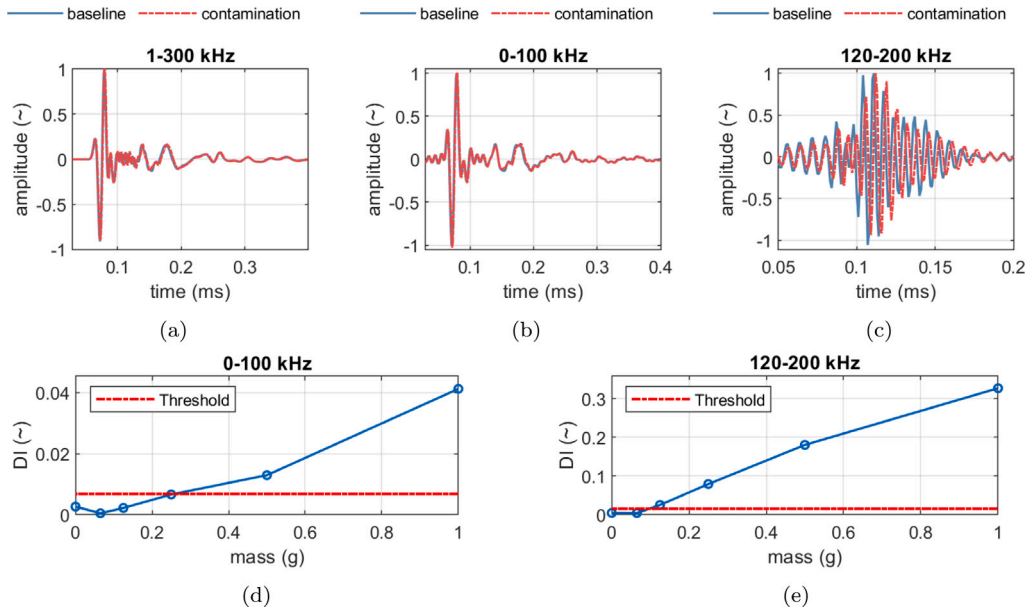 baseline contamination
baseline contamination
baseline contamination
1-300 kHz
amplitude (~)
1
0.5
0
-0.5
-1
0.1 0.2 0.3
time (ms)
(a)
0-100 kHz
amplitude (~)
1
0.5
0
-0.5
-1
0.1 0.2 0.3 0.4
time (ms)
(b)
120-200 kHz
amplitude (~)
1
0.5
0
-0.5
-1
0.05 0.1 0.15 0.2
time (ms)
(c)
0-100 kHz
Threshold
DI (~)
0.04
0.02
0
0 0.2 0.4 0.6 0.8 1
mass (g)
(d)
120-200 kHz
Threshold
DI (~)
0.3
0.2
0.1
0
0 0.2 0.4 0.6 0.8 1
mass (g)
(e)